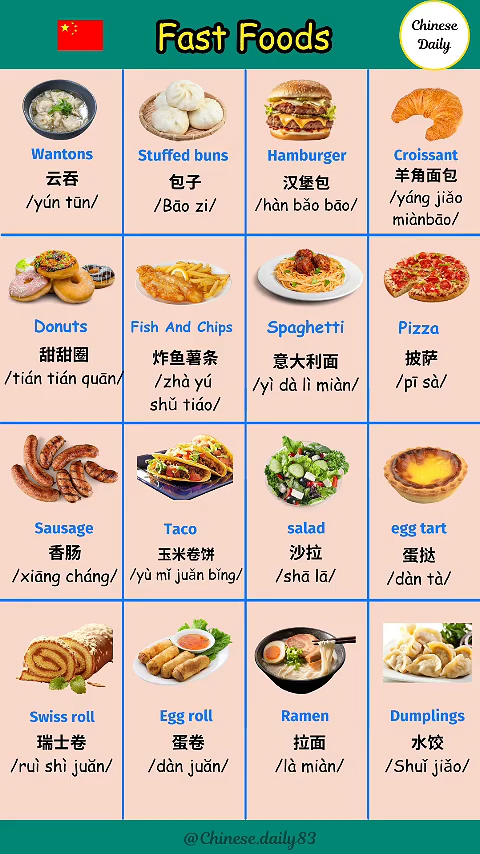 Fast Foods
Chinese
Daily
Wantons
云吞
/yún tūn/
Stuffed buns
包子
/Bāo zi/
Hamburger
汉堡包
/hàn bǎo bāo/
Croissant
羊角面包
/yáng jiǎo
miànbāo/
Donuts
甜甜圈
/tián tián quān/
Fish And Chips
炸鱼薯条
/zhà yú
shǔ tiáo/
Spaghetti
意大利面
/yì dà lì miàn/
Pizza
披萨
/pī sà/
Sausage
香肠
/xiāng cháng/
Taco
玉米卷饼
/yù mǐ juǎn bǐng/
salad
沙拉
/shā lā/
egg tart
蛋挞
/dàn tà/
Swiss roll
瑞士卷
/ruì shì juǎn/
Egg roll
蛋卷
/dàn juǎn/
Ramen
拉面
/là miàn/
Dumplings
水饺
/Shuǐ jiǎo/
@Chinese.daily83